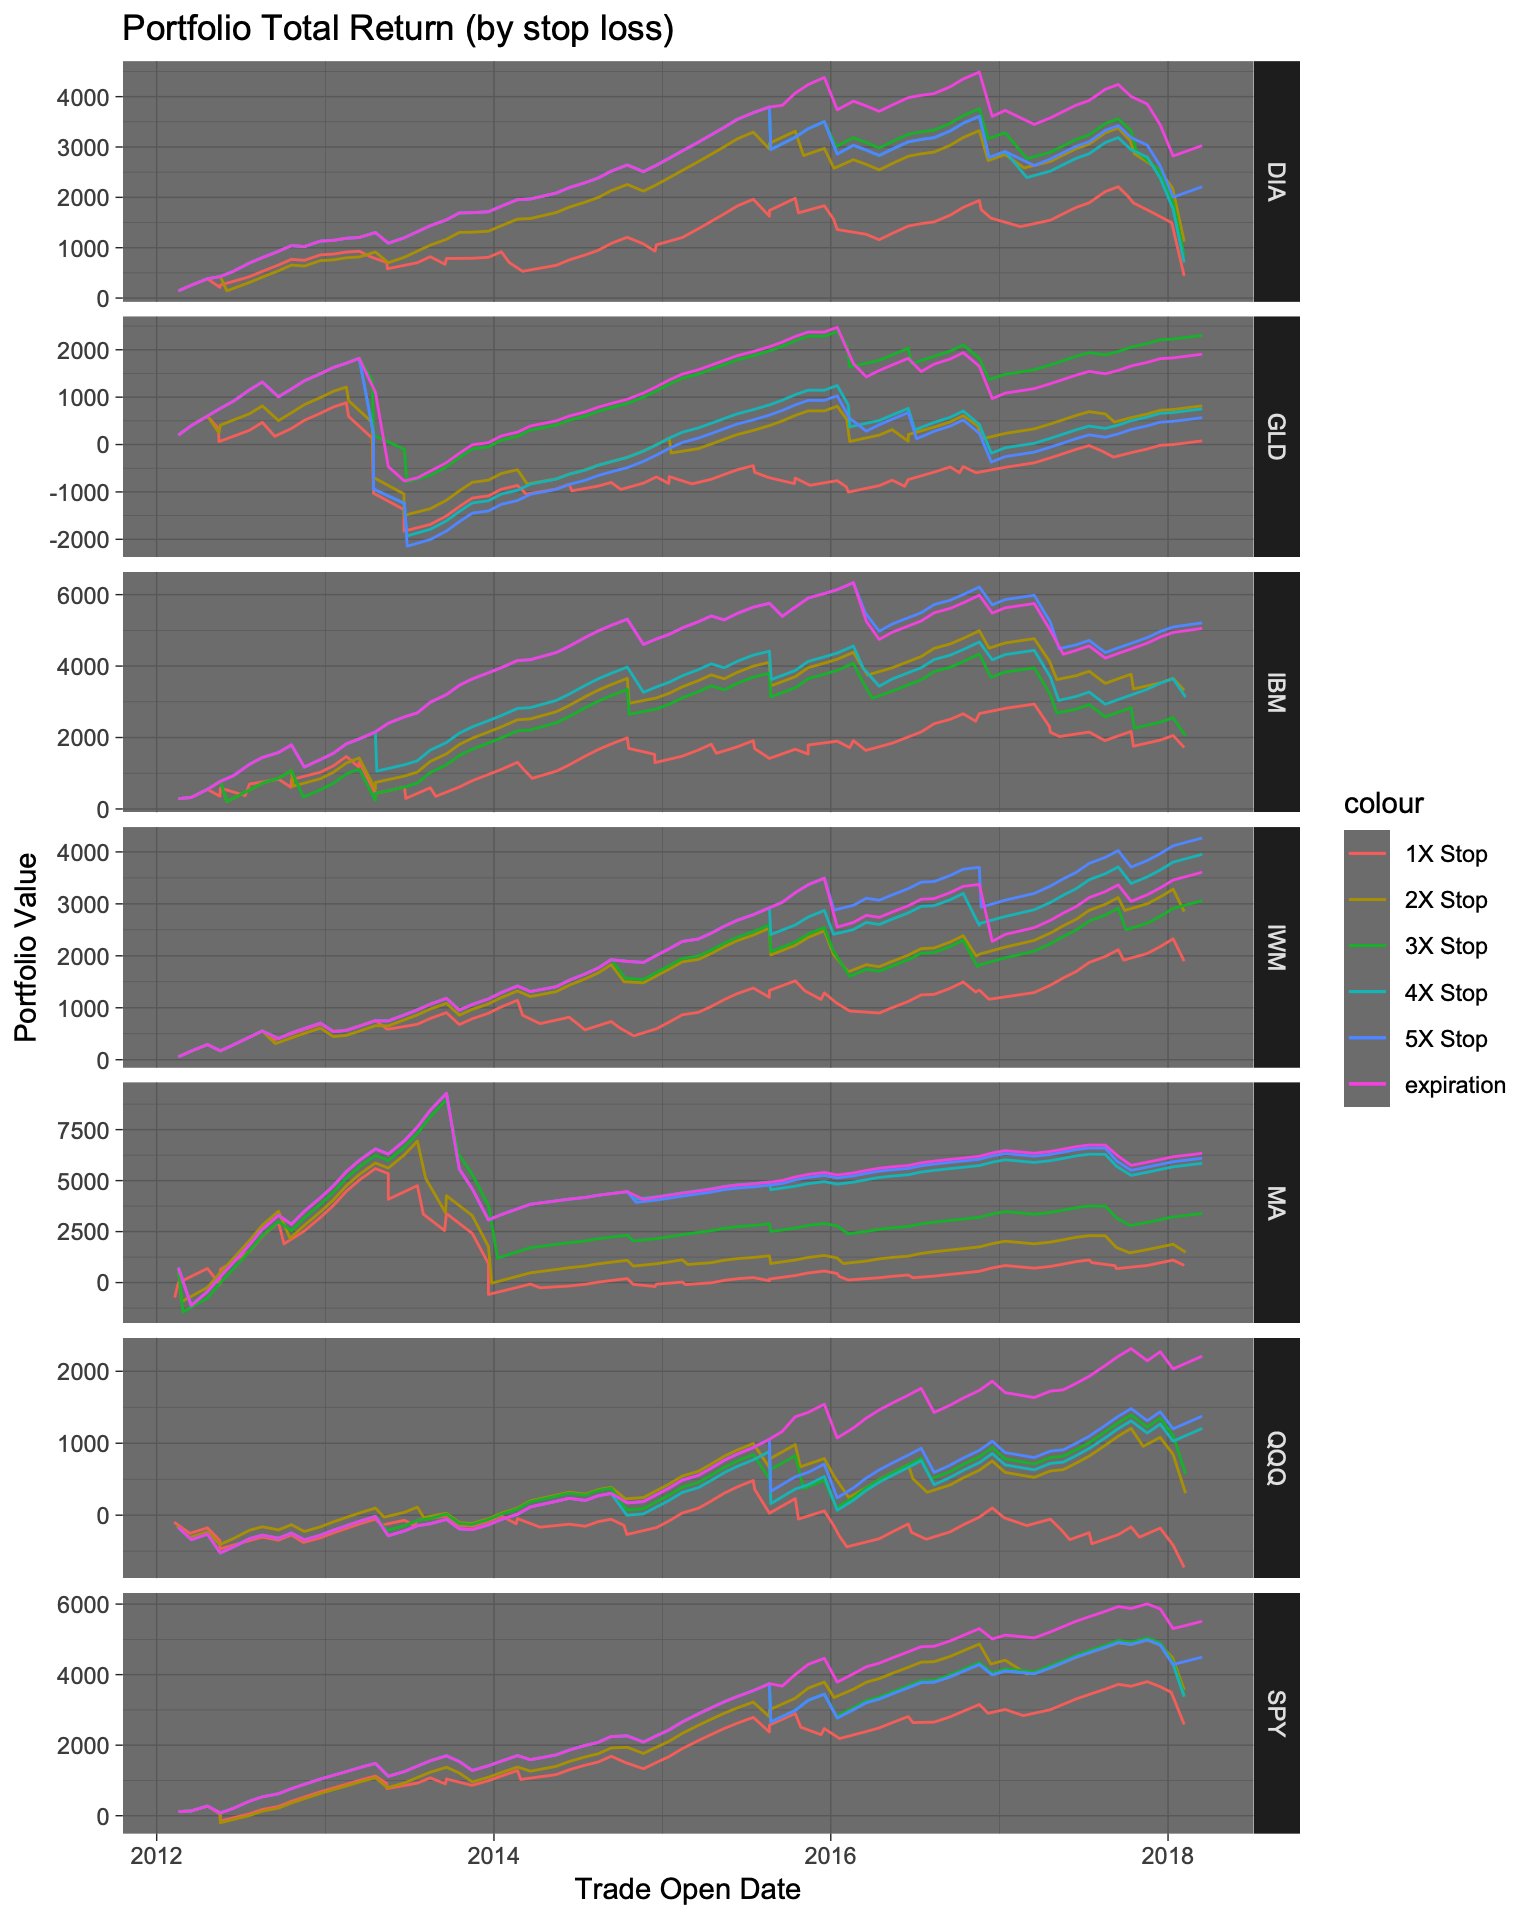 Portfolio Total Return (by stop loss)
4000
3000
2000
1000
0
DIA
2000
1000
0
-1000
-2000
GLD
6000
4000
2000
0
IBM
4000
3000
2000
1000
0
IWM
7500
5000
2500
0
MA
2000
1000
0
QQQ
6000
4000
2000
0
SPY
2012
2014
2016
2018
Trade Open Date
Portfolio Value
colour
1X Stop
2X Stop
3X Stop
4X Stop
5X Stop
expiration